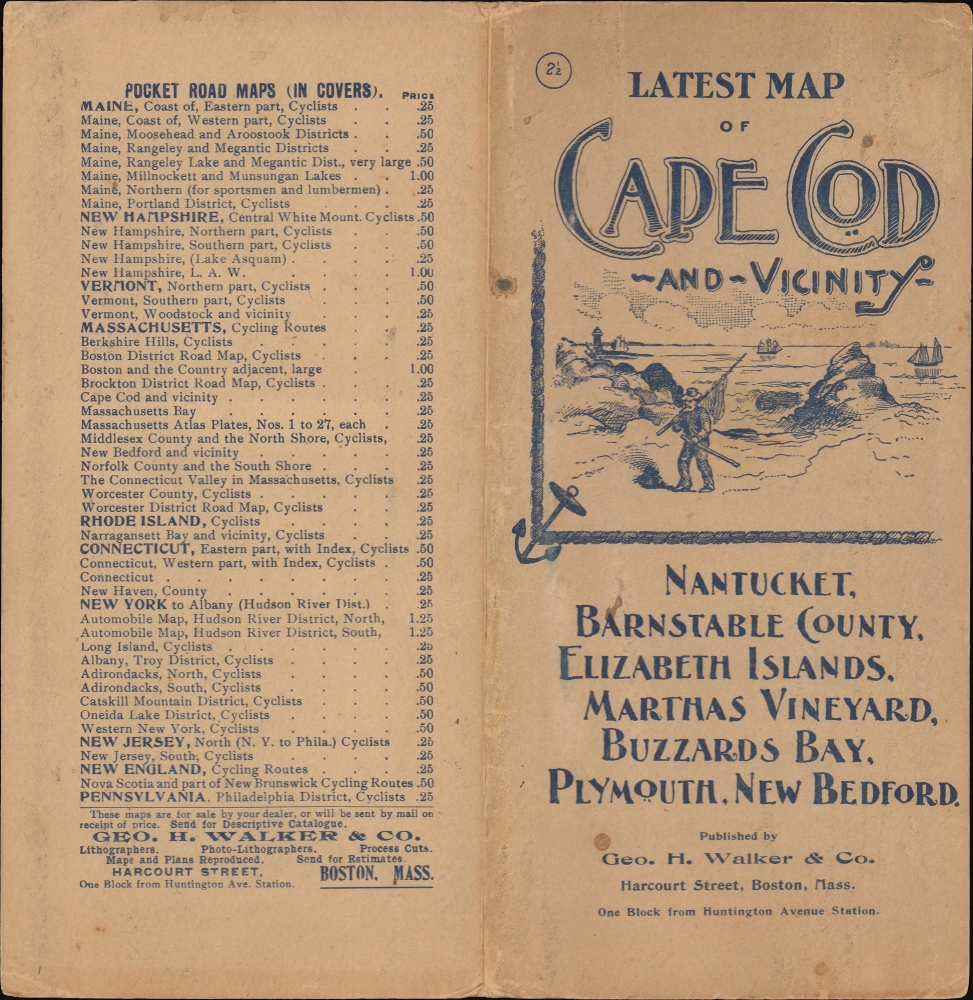 POCKET ROAD MAPS (IN COVERS). PRICE
MAINE, Coast of, Eastern part, Cyclists . . .25
Maine, Coast of, Western part, Cyclists . . .25
Maine, Moosehead and Aroostook Districts . . .50
Maine, Rangeley and Megantic Districts . . .25
Maine, Rangeley Lake and Megantic Dist., very large .50
Maine, Millnockett and Munsungan Lakes . . 1.00
Maine, Northern (for sportsmen and lumbermen) . .25
Maine, Portland District, Cyclists . . . .25
NEW HAMPSHIRE, Central White Mount. Cyclists .50
New Hampshire, Northern part, Cyclists . . .50
New Hampshire, Southern part, Cyclists . . .50
New Hampshire, (Lake Asquam) . . . .25
New Hampshire, L. A. W. . . . . 1.00
VERMONT, Northern part, Cyclists . . . .50
Vermont, Southern part, Cyclists . . . .50
Vermont, Woodstock and vicinity . . . .25
MASSACHUSETTS, Cycling Routes . . .25
Berkshire Hills, Cyclists . . . . .25
Boston District Road Map, Cyclists . . . .25
Boston and the Country adjacent, large . . 1.00
Brockton District Road Map, Cyclists . . . .25
Cape Cod and vicinity . . . . . .25
Massachusetts Bay . . . . . .25
Massachusetts Atlas Plates, Nos. 1 to 27, each . .25
Middlesex County and the North Shore, Cyclists, .25
New Bedford and vicinity . . . . .25
Norfolk County and the South Shore . . . .25
The Connecticut Valley in Massachusetts, Cyclists .25
Worcester County, Cyclists . . . . .25
Worcester District Road Map, Cyclists . . .25
RHODE ISLAND, Cyclists . . . . .25
Narragansett Bay and vicinity, Cyclists . . .25
CONNECTICUT, Eastern part, with Index, Cyclists .50
Connecticut, Western part, with Index, Cyclists . .50
Connecticut . . . . . . . .25
New Haven, County . . . . . .25
NEW YORK to Albany (Hudson River Dist.) . .25
Automobile Map, Hudson River District, North, 1.25
Automobile Map, Hudson River District, South, 1.25
Long Island, Cyclists . . . . . .25
Albany, Troy District, Cyclists . . . .25
Adirondacks, North, Cyclists . . . . .50
Adirondacks, South, Cyclists . . . . .50
Catskill Mountain District, Cyclists . . . .50
Oneida Lake District, Cyclists . . . .50
Western New York, Cyclists . . . . .50
NEW JERSEY, North (N. Y. to Phila.) Cyclists .25
New Jersey, South, Cyclists . . . . .25
NEW ENGLAND, Cycling Routes . . . .25
Nova Scotia and part of New Brunswick Cycling Routes .50
PENNSYLVANIA. Philadelphia District, Cyclists .25
These maps are for sale by your dealer, or will be sent by mail on
receipt of price. Send for Descriptive Catalogue.
GEO. H. WALKER & CO.
Lithographers. Photo-Lithographers. Process Cuts.
Maps and Plans Reproduced. Send for Estimates.
HARCOURT STREET,
One Block from Huntington Ave. Station.
BOSTON, MASS.
2½
LATEST MAP
OF
CAPE COD
~AND~VICINITY~
NANTUCKET,
BARNSTABLE COUNTY,
ELIZABETH ISLANDS,
MARTHAS VINEYARD,
BUZZARDS BAY,
PLYMOUTH, NEW BEDFORD.
Published by
Geo. H. Walker & Co.
Harcourt Street, Boston, Mass.
One Block from Huntington Avenue Station.